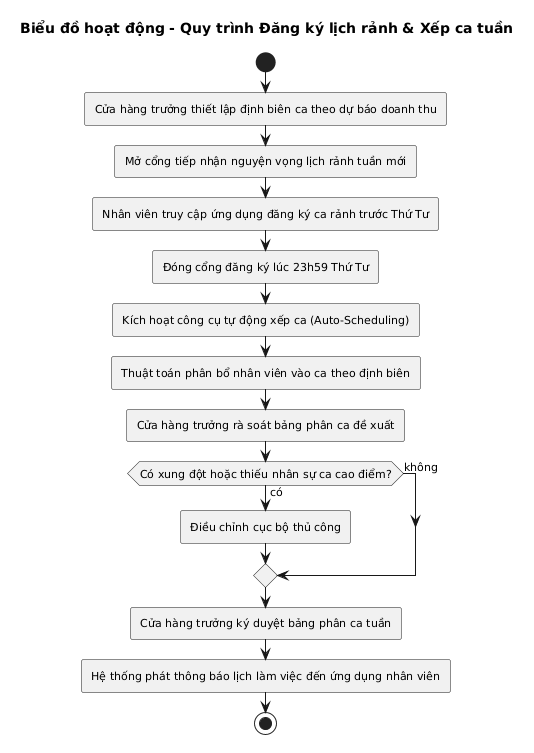 Biểu đồ hoạt động - Quy trình Đăng ký lịch rảnh & Xếp ca tuần
Cửa hàng trưởng thiết lập định biên ca theo dự báo doanh thu
Mở cổng tiếp nhận nguyện vọng lịch rảnh tuần mới
Nhân viên truy cập ứng dụng đăng ký ca rảnh trước Thứ Tư
Đóng cổng đăng ký lúc 23h59 Thứ Tư
Kích hoạt công cụ tự động xếp ca (Auto-Scheduling)
Thuật toán phân bổ nhân viên vào ca theo định biên
Cửa hàng trưởng rà soát bảng phân ca đề xuất
Có xung đột hoặc thiếu nhân sự ca cao điểm?
không
có
Điều chỉnh cục bộ thủ công
Cửa hàng trưởng ký duyệt bảng phân ca tuần
Hệ thống phát thông báo lịch làm việc đến ứng dụng nhân viên